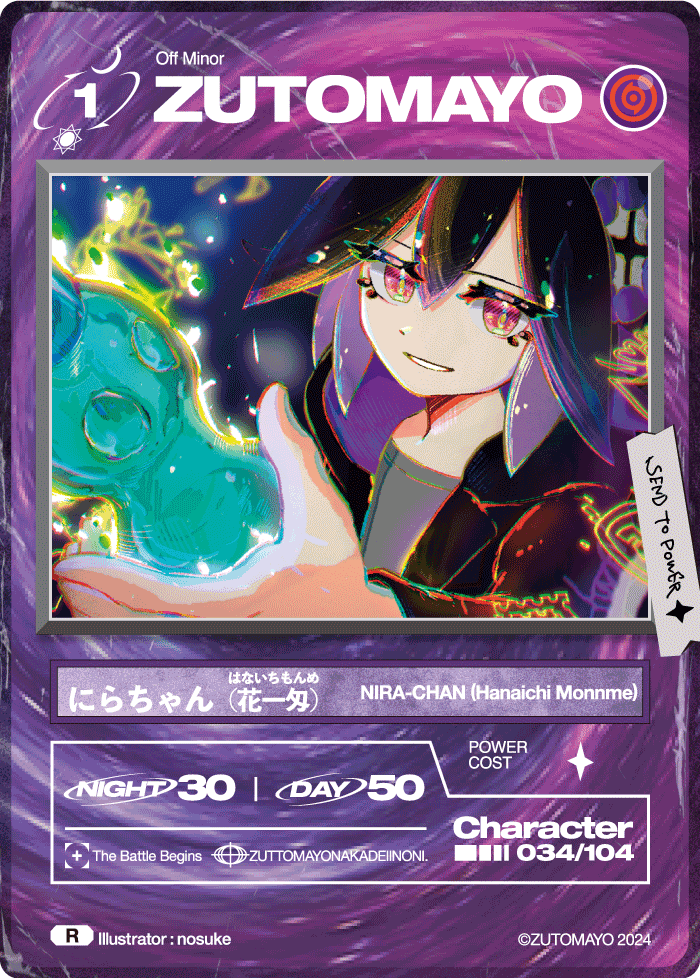 Off Minor
1 ZUTOMAYO
SEND TO POWER
はないちもんめ
にらちゃん（花一匁） NIRA-CHAN (Hanaichi Monnme)
POWER
COST
NIGHT 30 | DAY 50
Character
034/104
The Battle Begins ZUTTOMAYONAKADEIINONI.
R Illustrator : nosuke ©ZUTOMAYO 2024